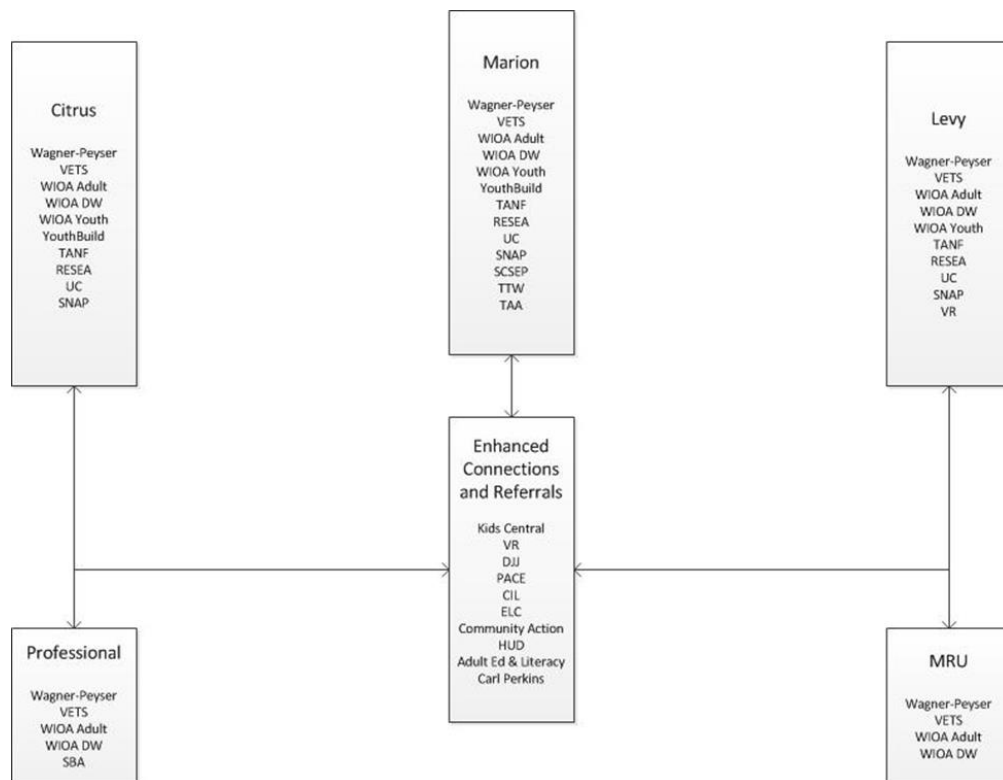 Citrus
Wagner-Peyser
VETS
WIOA Adult
WIOA DW
WIOA Youth
YouthBuild
TANF
RESEA
UC
SNAP
Marion
Wagner-Peyser
VETS
WIOA Adult
WIOA DW
WIOA Youth
YouthBuild
TANF
RESEA
UC
SNAP
SCSEP
TTW
TAA
Levy
Wagner-Peyser
VETS
WIOA Adult
WIOA DW
WIOA Youth
TANF
RESEA
UC
SNAP
VR
Enhanced
Connections
and Referrals
Kids Central
VR
DJJ
PACE
CIL
ELC
Community Action
HUD
Adult Ed & Literacy
Carl Perkins
Professional
Wagner-Peyser
VETS
WIOA Adult
WIOA DW
SBA
MRU
Wagner-Peyser
VETS
WIOA Adult
WIOA DW